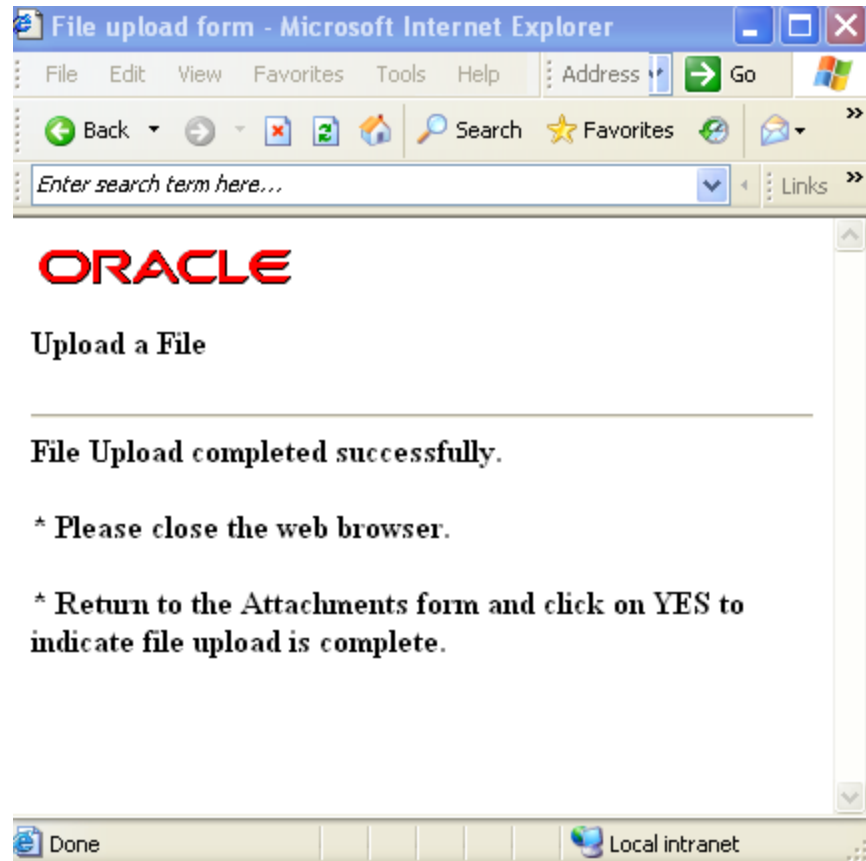 File upload form - Microsoft Internet Explorer
File Edit View Favorites Tools Help Address Go
Back Search Favorites
Enter search term here... Links
ORACLE
Upload a File
File Upload completed successfully.
* Please close the web browser.
* Return to the Attachments form and click on YES to
indicate file upload is complete.
Done Local intranet